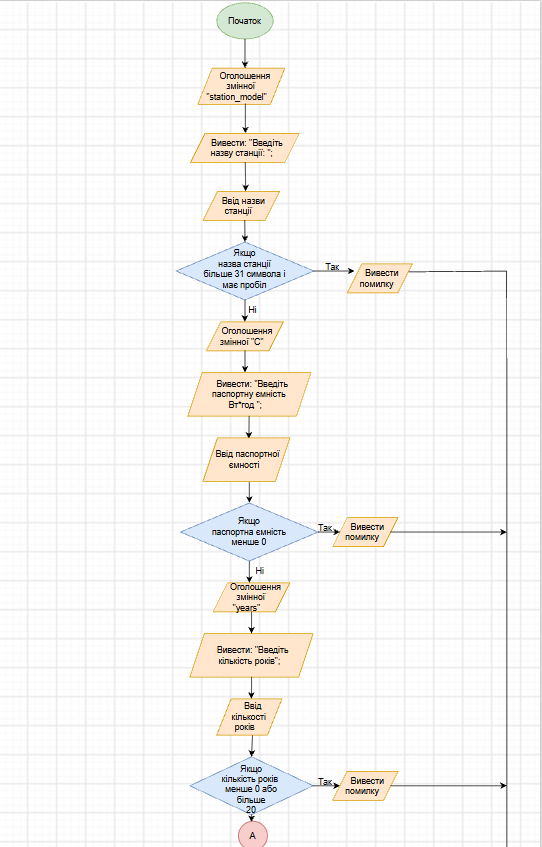 Початок
Оголошення
змінної
"station_model"
Вивести: "Введіть
назву станції: ";
Ввід назви
станції
Якщо
назва станції
більше 31 символа і
має пробіл
Так
Вивести
помилку
Ні
Оголошення
змінної "C"
Вивести: "Введіть
паспортну ємність
Вт*год ";
Ввід паспортної
ємності
Якщо
паспортна ємність
менше 0
Так
Вивести
помилку
Ні
Оголошення
змінної
"years"
Вивести: "Введіть
кількість років";
Ввід
кількості
років
Якщо
кількість років
менше 0 або
більше
20
Так
Вивести
помилку
А